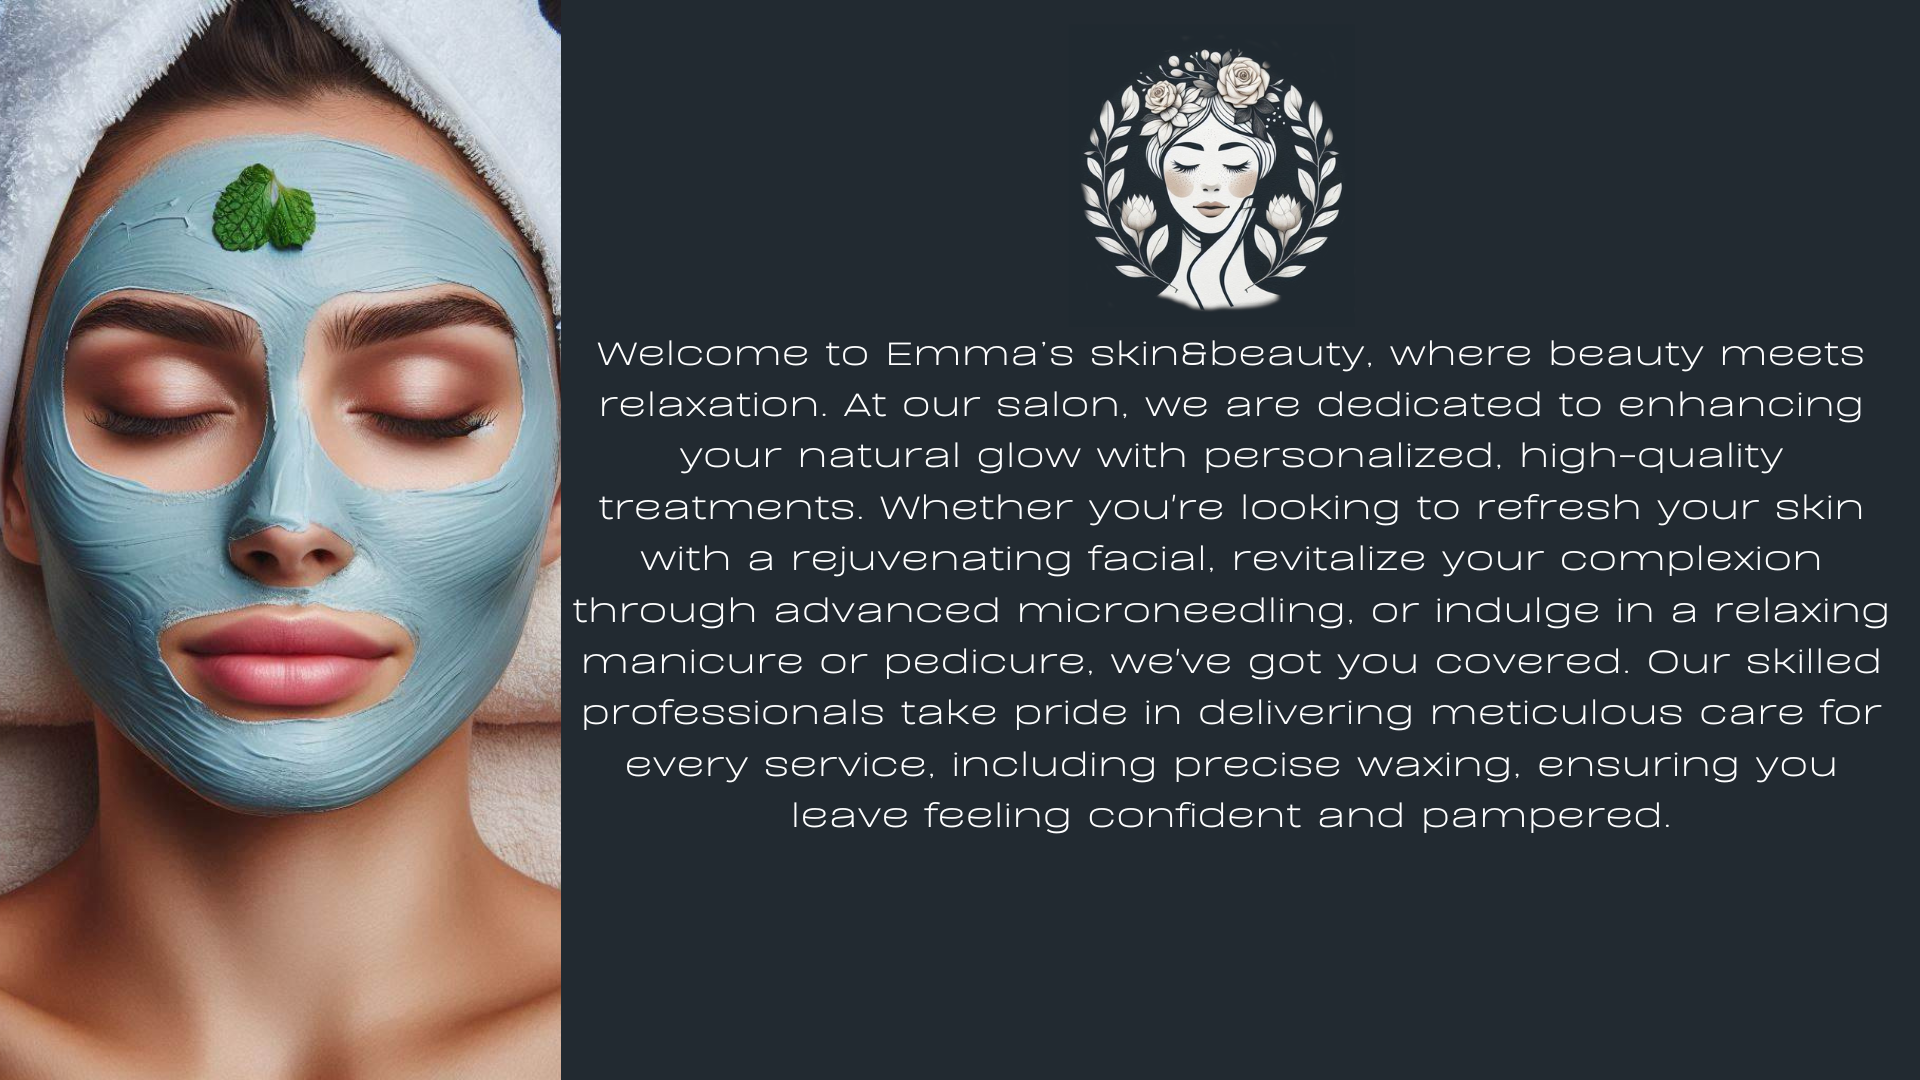 Welcome to Emma’s skin&beauty, where beauty meets
relaxation. At our salon, we are dedicated to enhancing
your natural glow with personalized, high-quality
treatments. Whether you're looking to refresh your skin
with a rejuvenating facial, revitalize your complexion
through advanced microneedling, or indulge in a relaxing
manicure or pedicure, we've got you covered. Our skilled
professionals take pride in delivering meticulous care for
every service, including precise waxing, ensuring you
leave feeling confident and pampered.